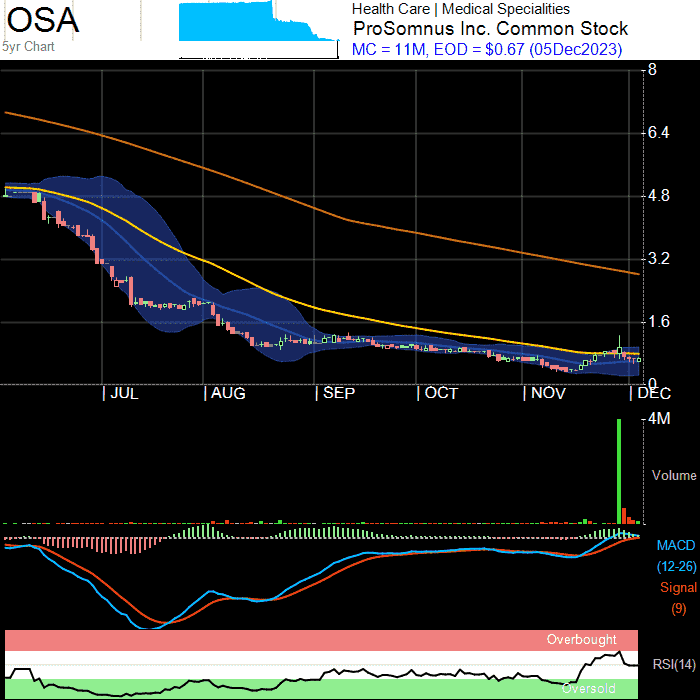 OSA
5yr Chart
Health Care | Medical Specialities
ProSomnus Inc. Common Stock
MC = 11M, EOD = $0.67 (05Dec2023)
8
6.4
4.8
3.2
1.6
0
| JUL | AUG | SEP | OCT | NOV | DEC
4M
Volume
MACD
(12-26)
Signal
(9)
Overbought
RSI(14)
Oversold